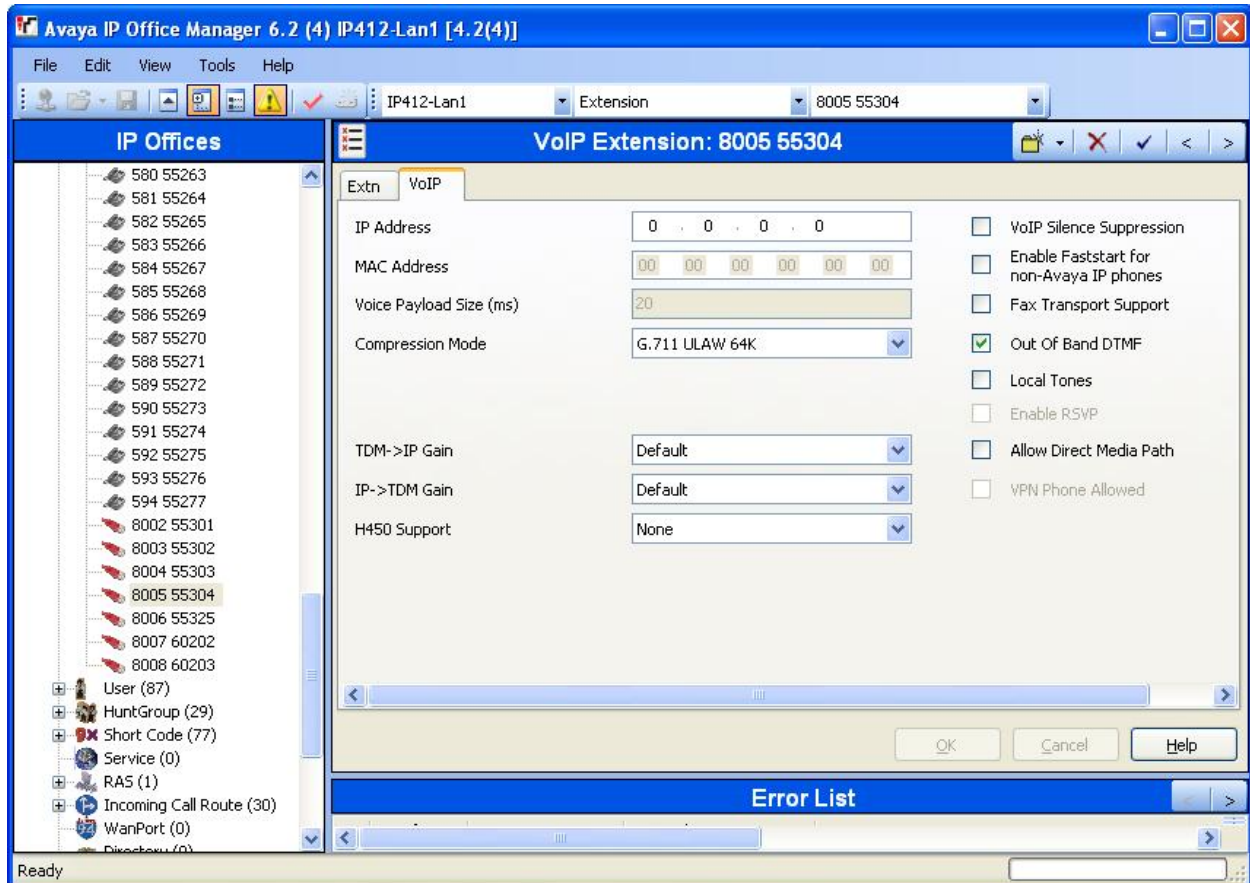 Avaya IP Office Manager 6.2 (4) IP412-Lan1 [4.2(4)]
File Edit View Tools Help
IP412-Lan1 Extension 8005 55304
IP Offices
580 55263
581 55264
582 55265
583 55266
584 55267
585 55268
586 55269
587 55270
588 55271
589 55272
590 55273
591 55274
592 55275
593 55276
594 55277
8002 55301
8003 55302
8004 55303
8005 55304
8006 55325
8007 60202
8008 60203
User (87)
HuntGroup (29)
Short Code (77)
Service (0)
RAS (1)
Incoming Call Route (30)
WanPort (0)
Directory (0)
VoIP Extension: 8005 55304
< >
Extn VoIP
IP Address 0 . 0 . 0 . 0
MAC Address 00 00 00 00 00 00
Voice Payload Size (ms) 20
Compression Mode G.711 ULAW 64K
TDM->IP Gain Default
IP->TDM Gain Default
H450 Support None
VoIP Silence Suppression
Enable Faststart for
non-Avaya IP phones
Fax Transport Support
Out Of Band DTMF
Local Tones
Enable RSVP
Allow Direct Media Path
VPN Phone Allowed
OK Cancel Help
Error List
< >
Ready